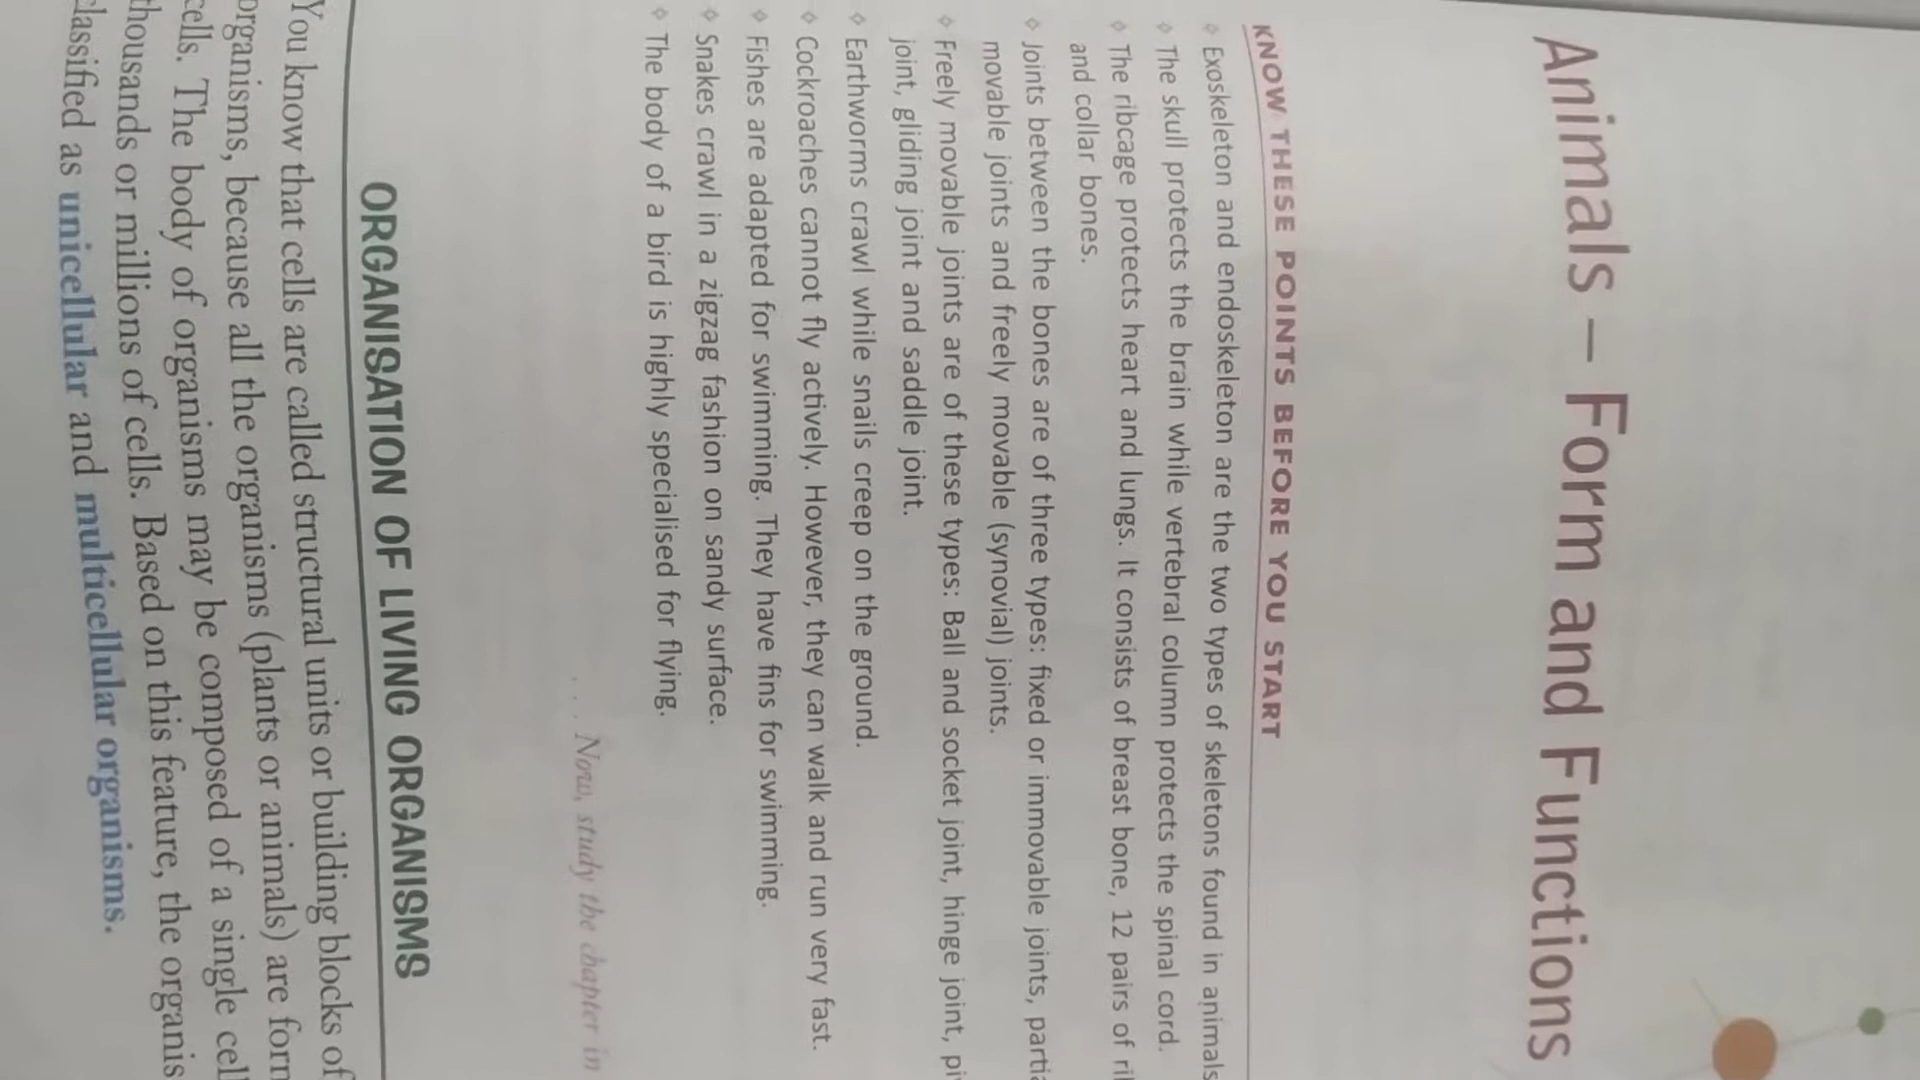 Animals – Form and Functions
KNOW THESE POINTS BEFORE YOU START
Exoskeleton and endoskeleton are the two types of skeletons found in animals
The skull protects the brain while vertebral column protects the spinal cord.
The ribcage protects heart and lungs. It consists of breast bone, 12 pairs of
and collar bones.
Joints between the bones are of three types: fixed or immovable joints,
movable joints and freely movable (synovial) joints.
Freely movable joints are of these types: Ball and socket joint, hinge joint,
joint, gliding joint and saddle joint.
Earthworms crawl while snails creep on the ground.
Cockroaches cannot fly actively. However, they can walk and run very fast.
Fishes are adapted for swimming. They have fins for swimming.
Snakes crawl in a zigzag fashion on sandy surface.
The body of a bird is highly specialised for flying.
. . . Now, study the chapter in
ORGANISATION OF LIVING ORGANISMS
You know that cells are called structural units or building blocks of
organisms, because all the organisms (plants or animals) are
cells. The body of organisms may be composed of a single
thousands or millions of cells. Based on this feature, the
classified as unicellular and multicellular organisms.